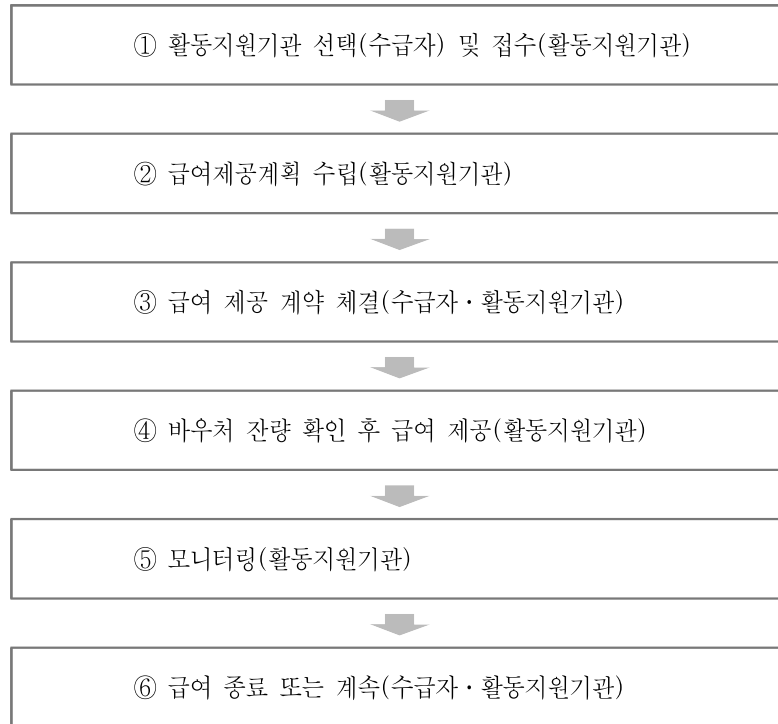 ① 활동지원기관 선택(수급자) 및 접수(활동지원기관)
② 급여제공계획 수립(활동지원기관)
③ 급여 제공 계약 체결(수급자・활동지원기관)
④ 바우처 잔량 확인 후 급여 제공(활동지원기관)
⑤ 모니터링(활동지원기관)
⑥ 급여 종료 또는 계속(수급자・활동지원기관)